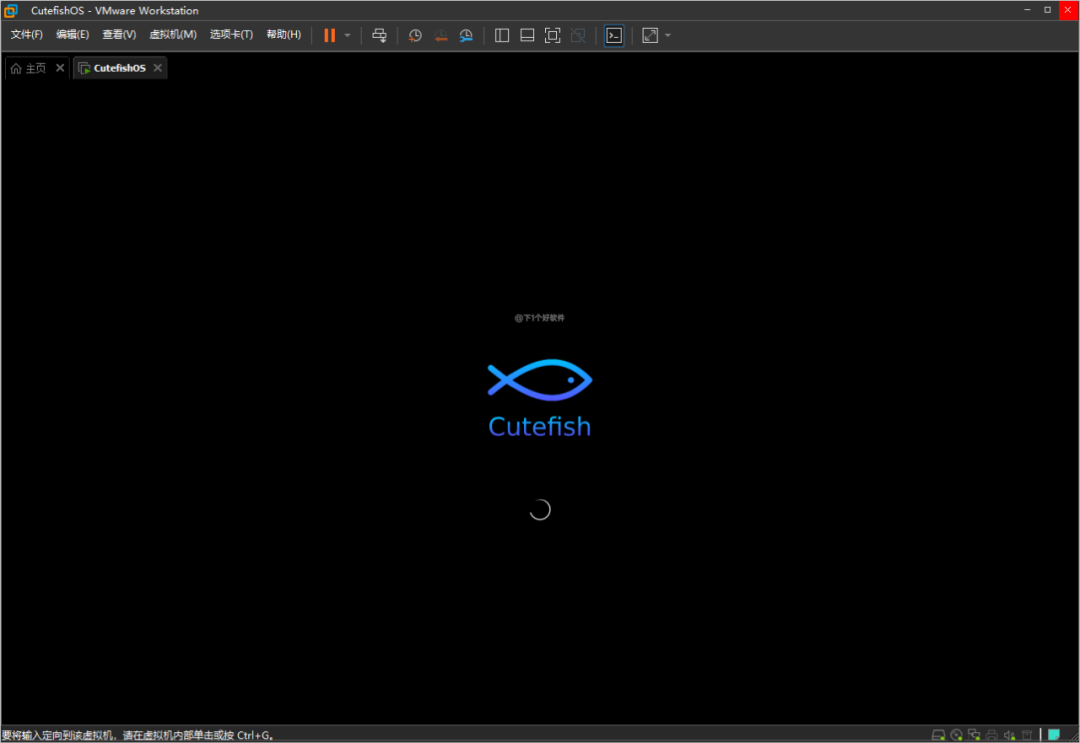 CutefishOS - VMware Workstation
文件(F) 编辑(E) 查看(V) 虚拟机(M) 选项卡(T) 帮助(H)
主页 CutefishOS
@下1个好软件
Cutefish
要将输入定向到该虚拟机，请在虚拟机内部单击或按 Ctrl+G。